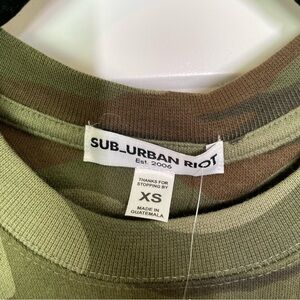 SUB_URBAN RIOT
Est. 2006
THANKS FOR
STOPPING BY
XS
MADE IN
GUATEMALA